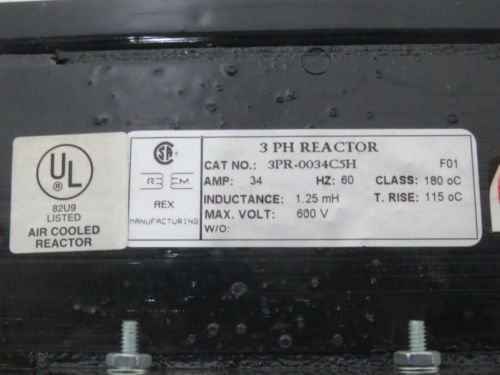 UL
82U9
LISTED
AIR COOLED
REACTOR
REX
MANUFACTURING
3 PH REACTOR
CAT NO.: 3PR-0034C5H F01
AMP: 34 HZ: 60 CLASS: 180 oC
INDUCTANCE: 1.25 mH T. RISE: 115 oC
MAX. VOLT: 600 V
W/O: